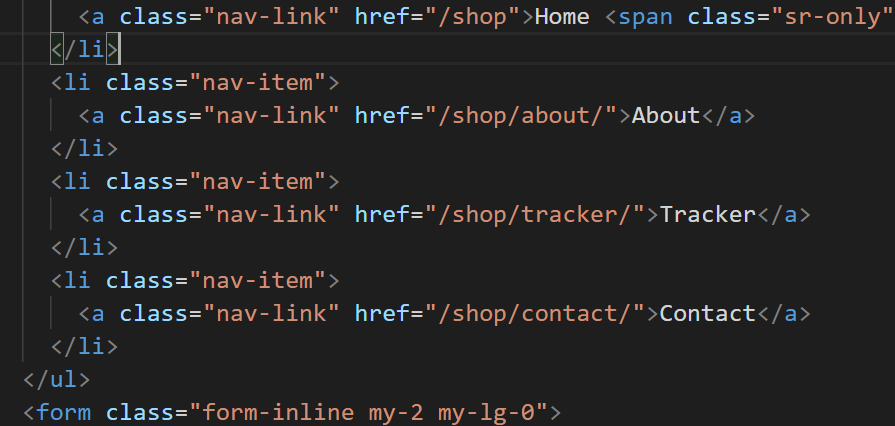 <a class="nav-link" href="/shop">Home <span class="sr-only"
</li>
<li class="nav-item">
<a class="nav-link" href="/shop/about/">About</a>
</li>
<li class="nav-item">
<a class="nav-link" href="/shop/tracker/">Tracker</a>
</li>
<li class="nav-item">
<a class="nav-link" href="/shop/contact/">Contact</a>
</li>
</ul>
<form class="form-inline my-2 my-lg-0">